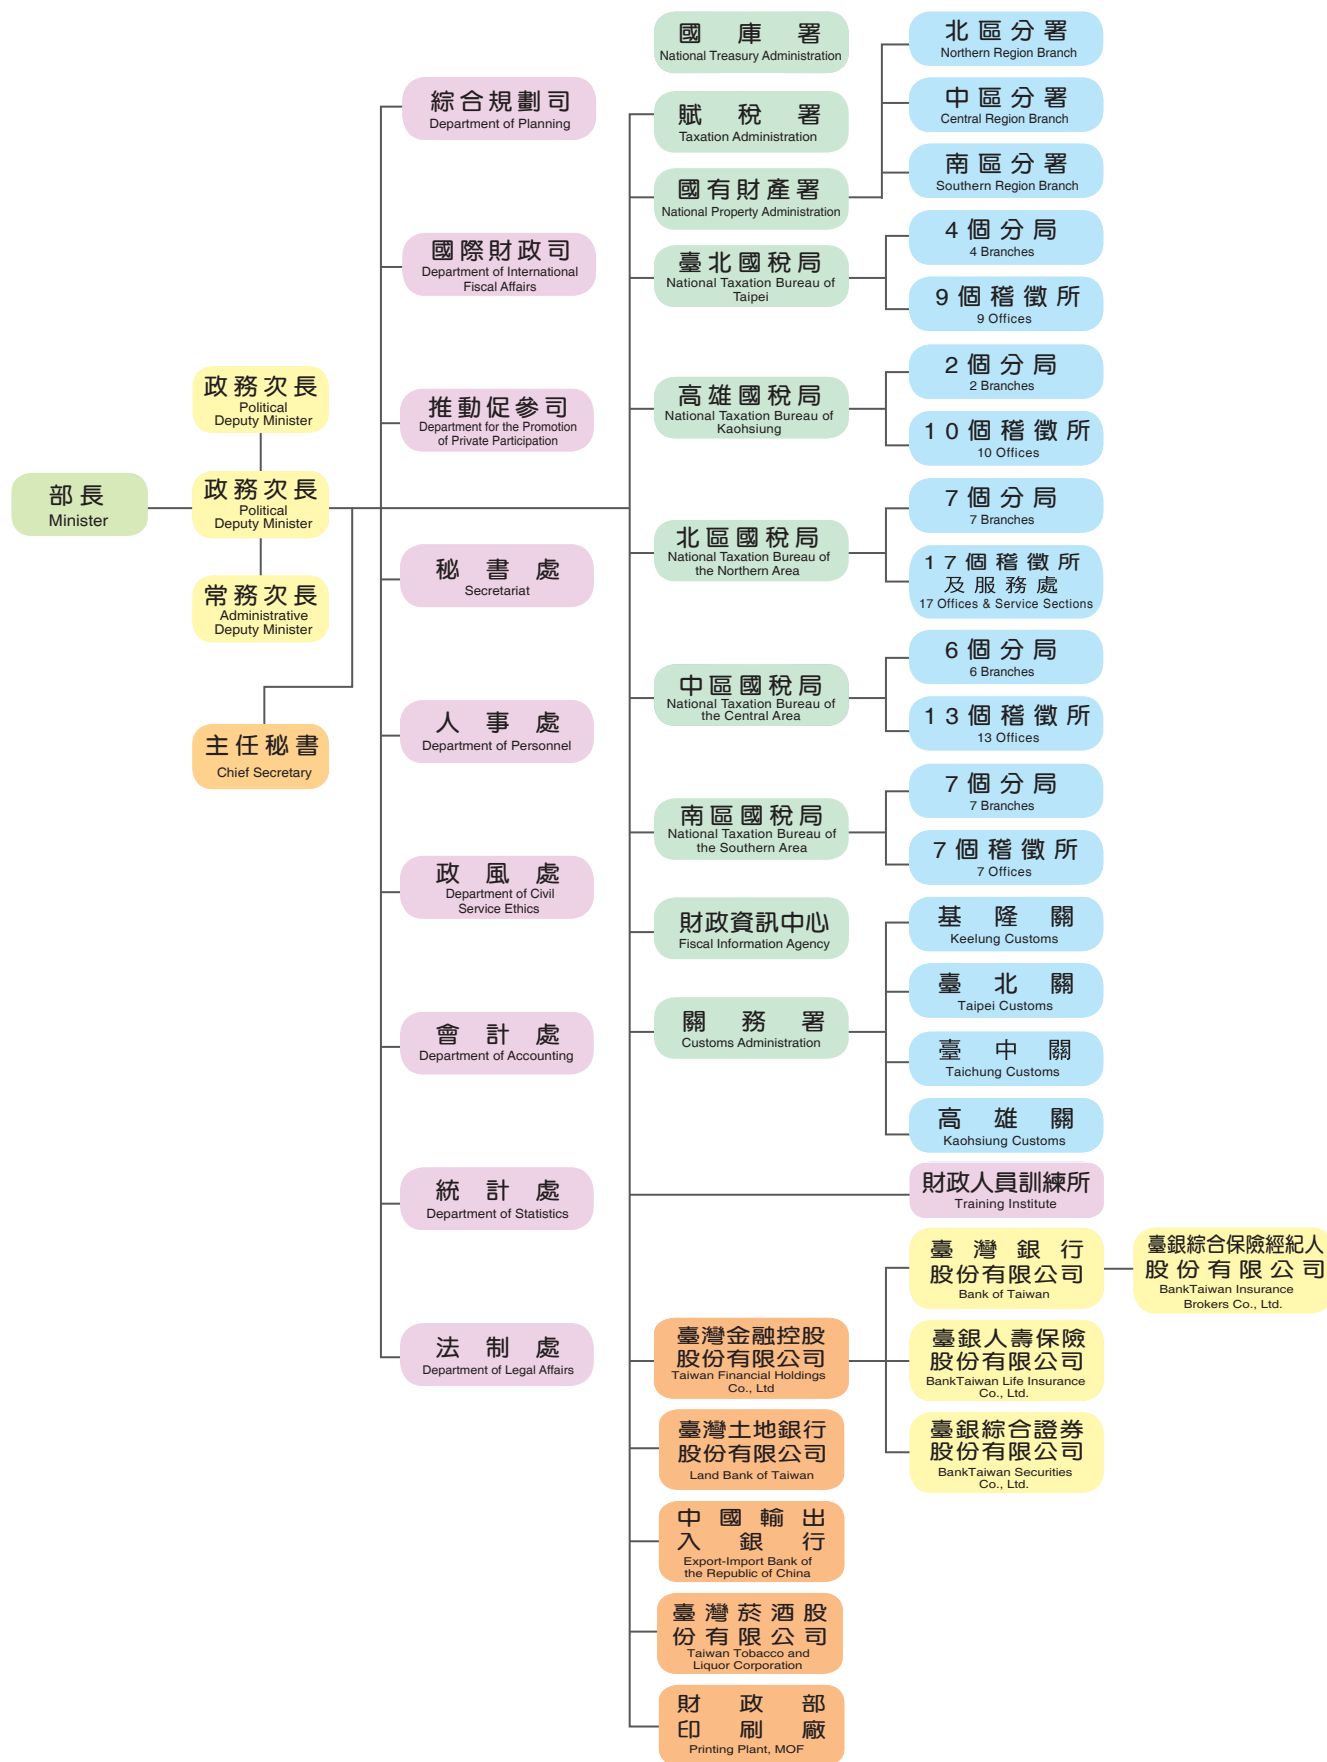 部長
Minister
政務次長
Political
Deputy Minister
政務次長
Political
Deputy Minister
常務次長
Administrative
Deputy Minister
主任秘書
Chief Secretary
綜合規劃司
Department of Planning
國際財政司
Department of International
Fiscal Affairs
推動促參司
Department for the Promotion
of Private Participation
秘書處
Secretariat
人事處
Department of Personnel
政風處
Department of Civil
Service Ethics
會計處
Department of Accounting
統計處
Department of Statistics
法制處
Department of Legal Affairs
國庫署
National Treasury Administration
賦稅署
Taxation Administration
國有財產署
National Property Administration
北區分署
Northern Region Branch
中區分署
Central Region Branch
南區分署
Southern Region Branch
臺北國稅局
National Taxation Bureau of
Taipei
4個分局
4 Branches
9個稽徵所
9 Offices
高雄國稅局
National Taxation Bureau of
Kaohsiung
2個分局
2 Branches
10個稽徵所
10 Offices
北區國稅局
National Taxation Bureau of
the Northern Area
7個分局
7 Branches
17個稽徵所
及服務處
17 Offices & Service Sections
中區國稅局
National Taxation Bureau of
the Central Area
6個分局
6 Branches
13個稽徵所
13 Offices
南區國稅局
National Taxation Bureau of
the Southern Area
7個分局
7 Branches
7個稽徵所
7 Offices
財政資訊中心
Fiscal Information Agency
關務署
Customs Administration
基隆關
Keelung Customs
臺北關
Taipei Customs
臺中關
Taichung Customs
高雄關
Kaohsiung Customs
財政人員訓練所
Training Institute
臺灣金融控股
股份有限公司
Taiwan Financial Holdings
Co., Ltd
臺灣銀行
股份有限公司
Bank of Taiwan
臺銀綜合保險經紀人
股份有限公司
BankTaiwan Insurance
Brokers Co., Ltd.
臺銀人壽保險
股份有限公司
BankTaiwan Life Insurance
Co., Ltd.
臺銀綜合證券
股份有限公司
BankTaiwan Securities
Co., Ltd.
臺灣土地銀行
股份有限公司
Land Bank of Taiwan
中國輸出
入銀行
Export-Import Bank of
the Republic of China
臺灣菸酒股
份有限公司
Taiwan Tobacco and
Liquor Corporation
財政部
印刷廠
Printing Plant, MOF